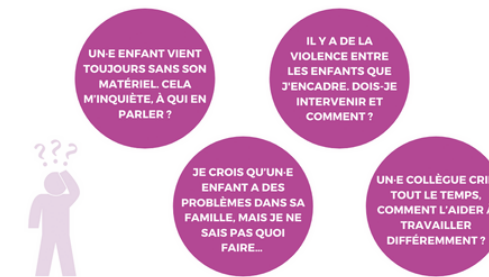 UN·E ENFANT VIENT
TOUJOURS SANS SON
MATÉRIEL. CELA
M'INQUIÈTE, À QUI EN
PARLER ?
IL Y A DE LA
VIOLENCE ENTRE
LES ENFANTS QUE
J'ENCADRE. DOIS-JE
INTERVENIR ET
COMMENT ?
???
JE CROIS QU'UN·E
ENFANT A DES
PROBLÈMES DANS SA
FAMILLE, MAIS JE NE
SAIS PAS QUOI
FAIRE...
UN·E COLLÈGUE CRIE
TOUT LE TEMPS,
COMMENT L'AIDER À
TRAVAILLER
DIFFÉREMMENT ?